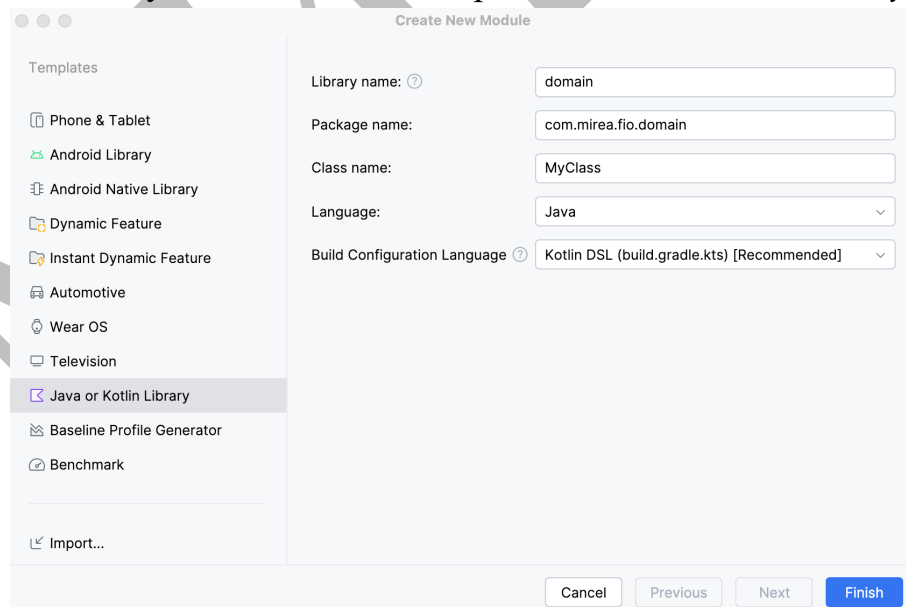 Create New Module
Templates
Phone & Tablet
Android Library
Android Native Library
Dynamic Feature
Instant Dynamic Feature
Automotive
Wear OS
Television
Java or Kotlin Library
Baseline Profile Generator
Benchmark
Import...
Library name: ?
domain
Package name:
com.mirea.fio.domain
Class name:
MyClass
Language:
Java
Build Configuration Language ?
Kotlin DSL (build.gradle.kts) [Recommended]
Cancel
Previous
Next
Finish